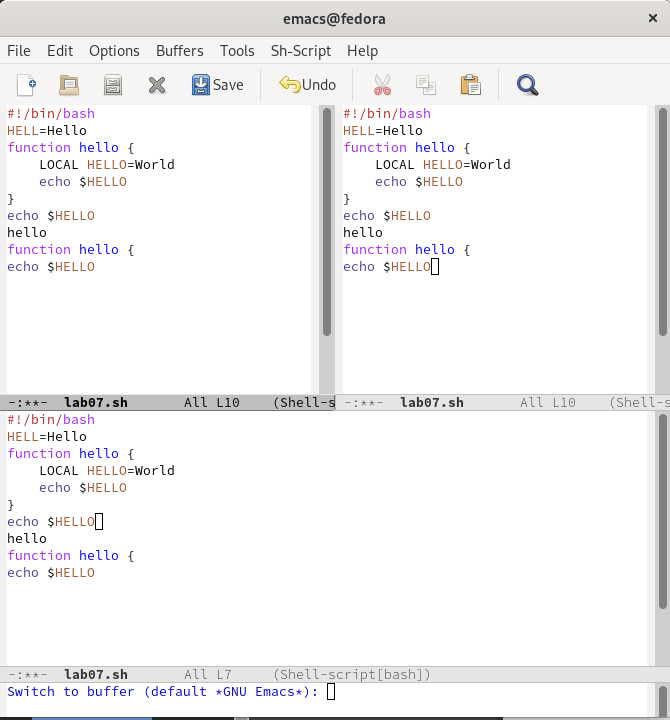 emacs@fedora ×
File Edit Options Buffers Tools Sh-Script Help
Save Undo
#!/bin/bash
HELL=Hello
function hello {
    LOCAL HELLO=World
    echo $HELLO
}
echo $HELLO
hello
function hello {
echo $HELLO
-:**-  lab07.sh       All L10    (Shell-s
#!/bin/bash
HELL=Hello
function hello {
    LOCAL HELLO=World
    echo $HELLO
}
echo $HELLO
hello
function hello {
echo $HELLO
-:**-  lab07.sh       All L10    (Shell-s
#!/bin/bash
HELL=Hello
function hello {
    LOCAL HELLO=World
    echo $HELLO
}
echo $HELLO
hello
function hello {
echo $HELLO
-:**-  lab07.sh       All L7     (Shell-script[bash])
Switch to buffer (default *GNU Emacs*):